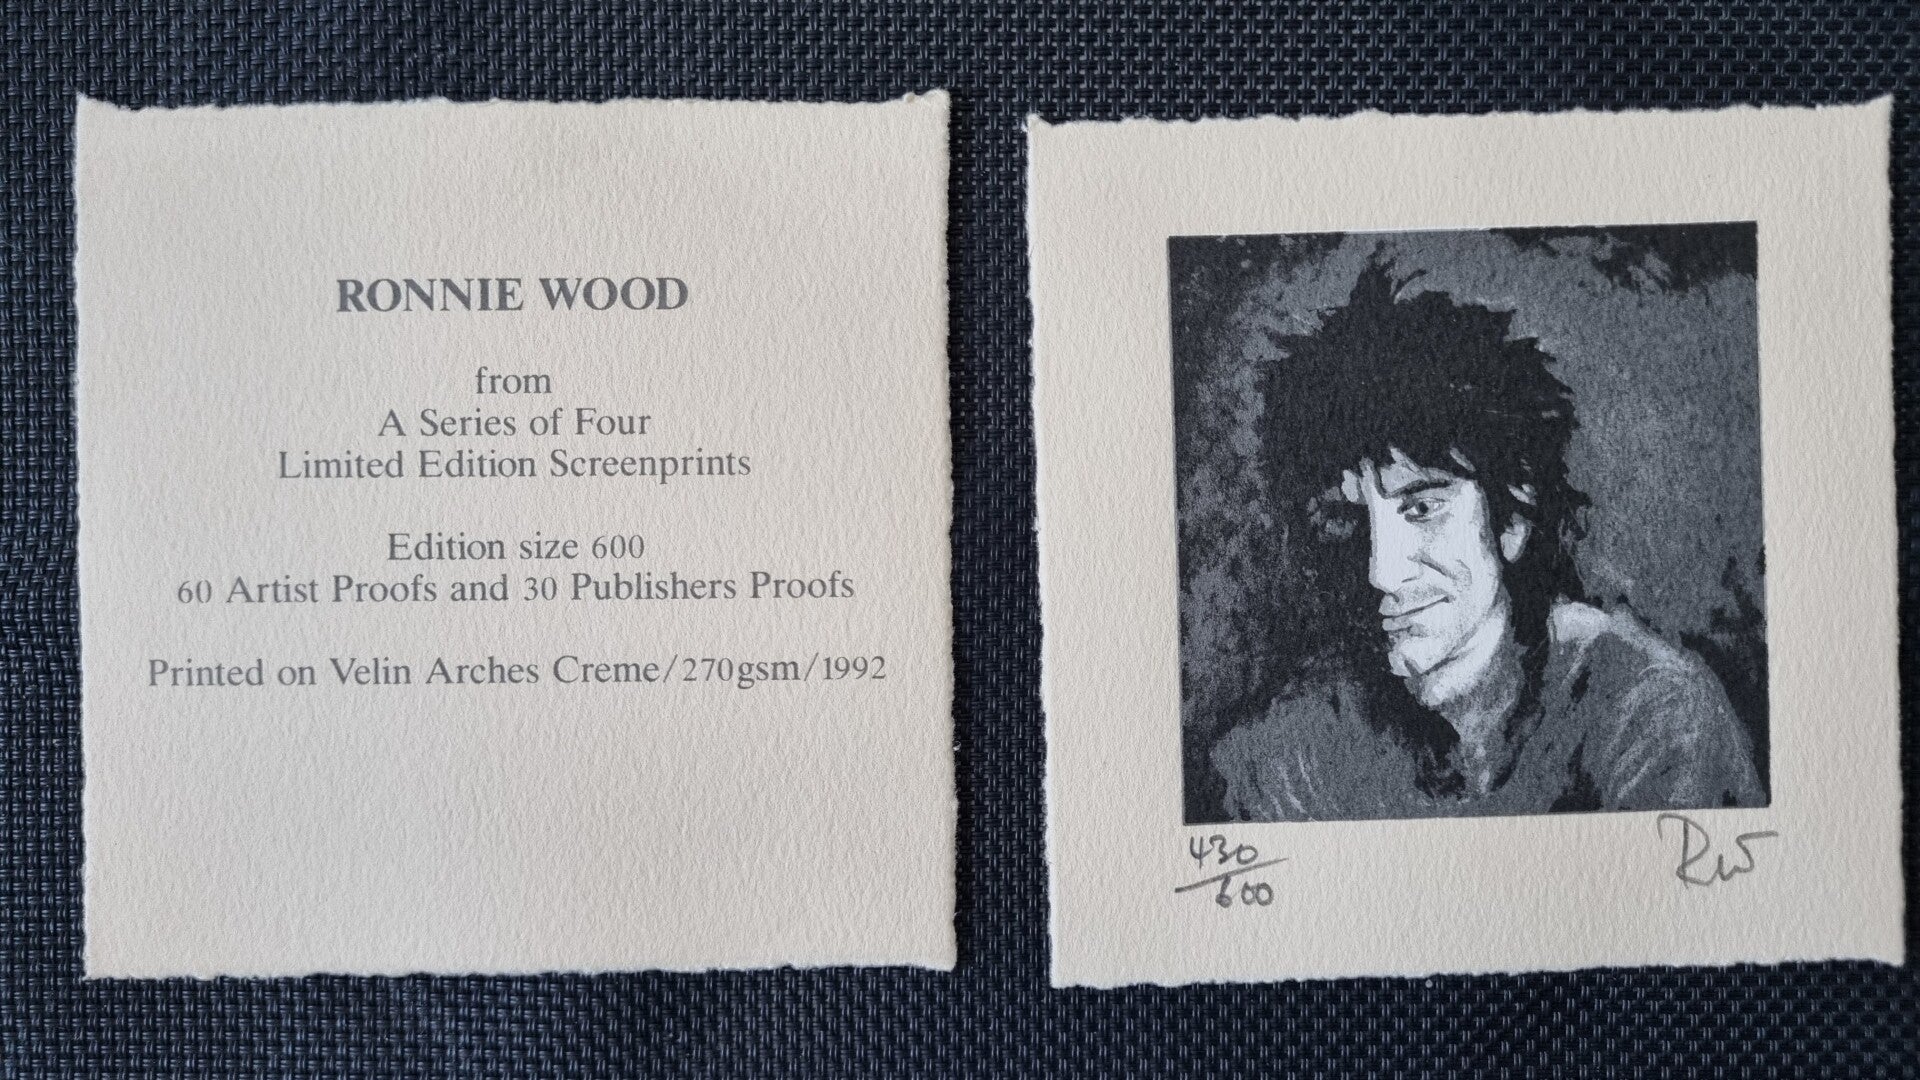 RONNIE WOOD
from
A Series of Four
Limited Edition Screenprints
Edition size 600
60 Artist Proofs and 30 Publishers Proofs
Printed on Velin Arches Creme/270gsm/1992
430
600
RW